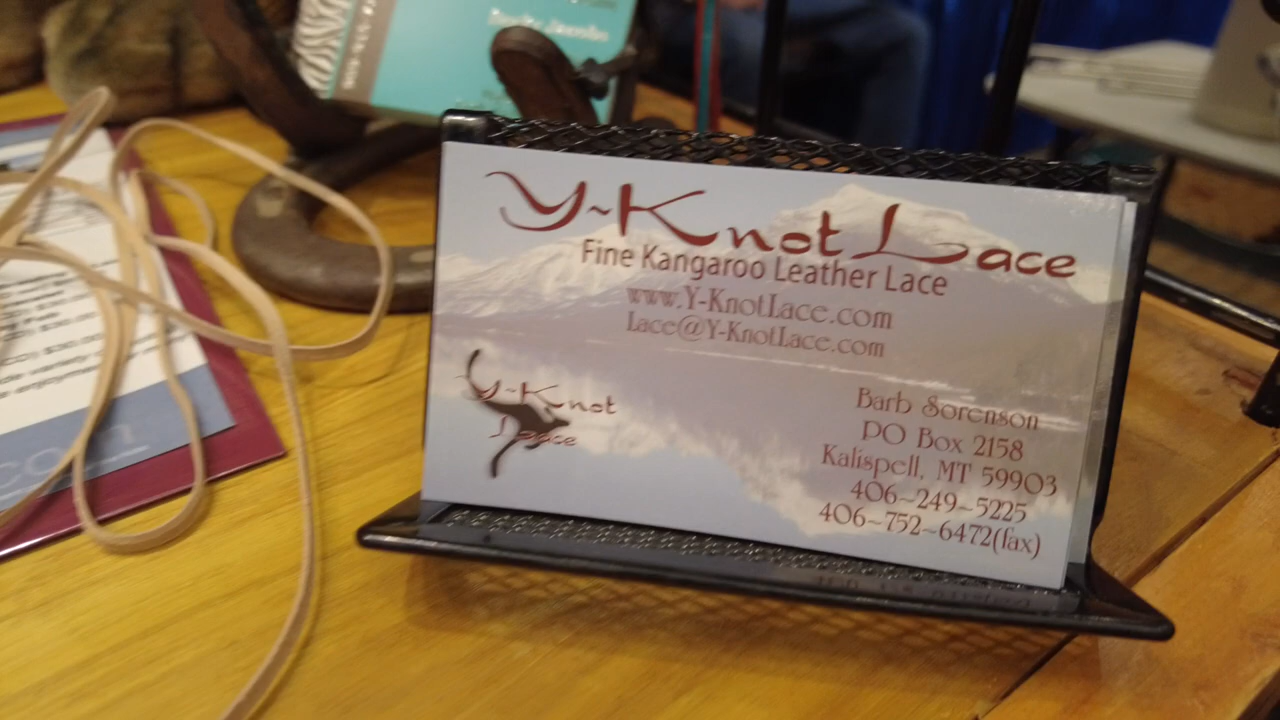 Y~Knot Lace
Fine Kangaroo Leather Lace
www.Y-KnotLace.com
Lace@Y-KnotLace.com
Y~Knot
Lace
Barb Sorenson
PO Box 2158
Kalispell, MT 59903
406~249~5225
406~752~6472(fax)